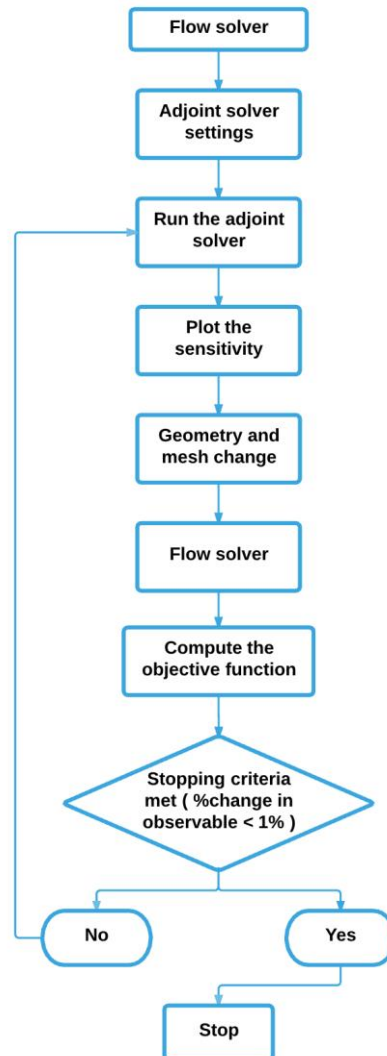 Flow solver
Adjoint solver
settings
Run the adjoint
solver
Plot the
sensitivity
Geometry and
mesh change
Flow solver
Compute the
objective function
Stopping criteria
met ( %change in
observable < 1% )
No
Yes
Stop